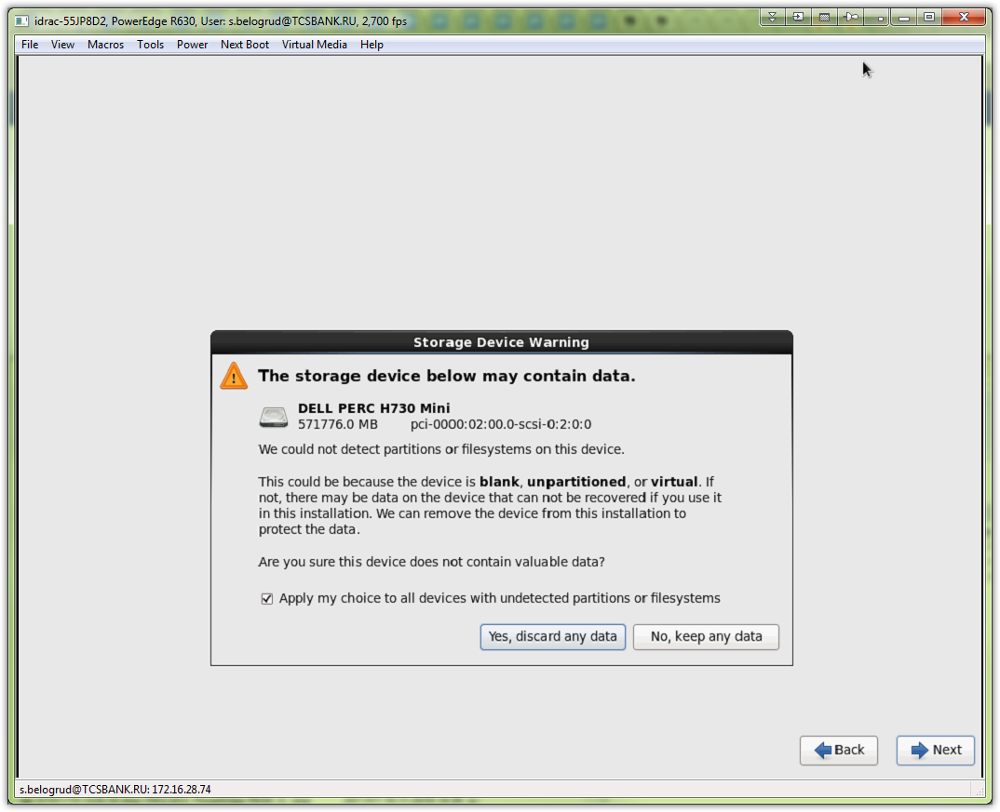 idrac-55JP8D2, PowerEdge R630, User: s.belogrud@TCSBANK.RU, 2,700 fps
File View Macros Tools Power Next Boot Virtual Media Help
Storage Device Warning
The storage device below may contain data.
DELL PERC H730 Mini
571776.0 MB pci-0000:02:00.0-scsi-0:2:0:0
We could not detect partitions or filesystems on this device.
This could be because the device is blank, unpartitioned, or virtual. If
not, there may be data on the device that can not be recovered if you use it
in this installation. We can remove the device from this installation to
protect the data.
Are you sure this device does not contain valuable data?
Apply my choice to all devices with undetected partitions or filesystems
Yes, discard any data No, keep any data
Back Next
s.belogrud@TCSBANK.RU: 172.16.28.74